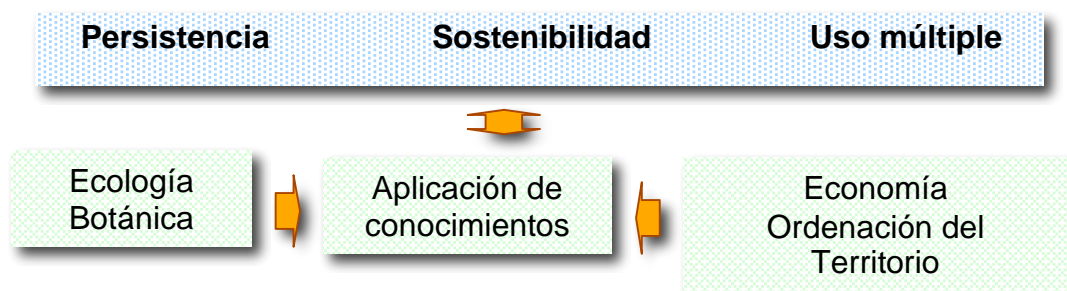 Persistencia Sostenibilidad Uso múltiple
Ecología
Botánica
Aplicación de
conocimientos
Economía
Ordenación del
Territorio